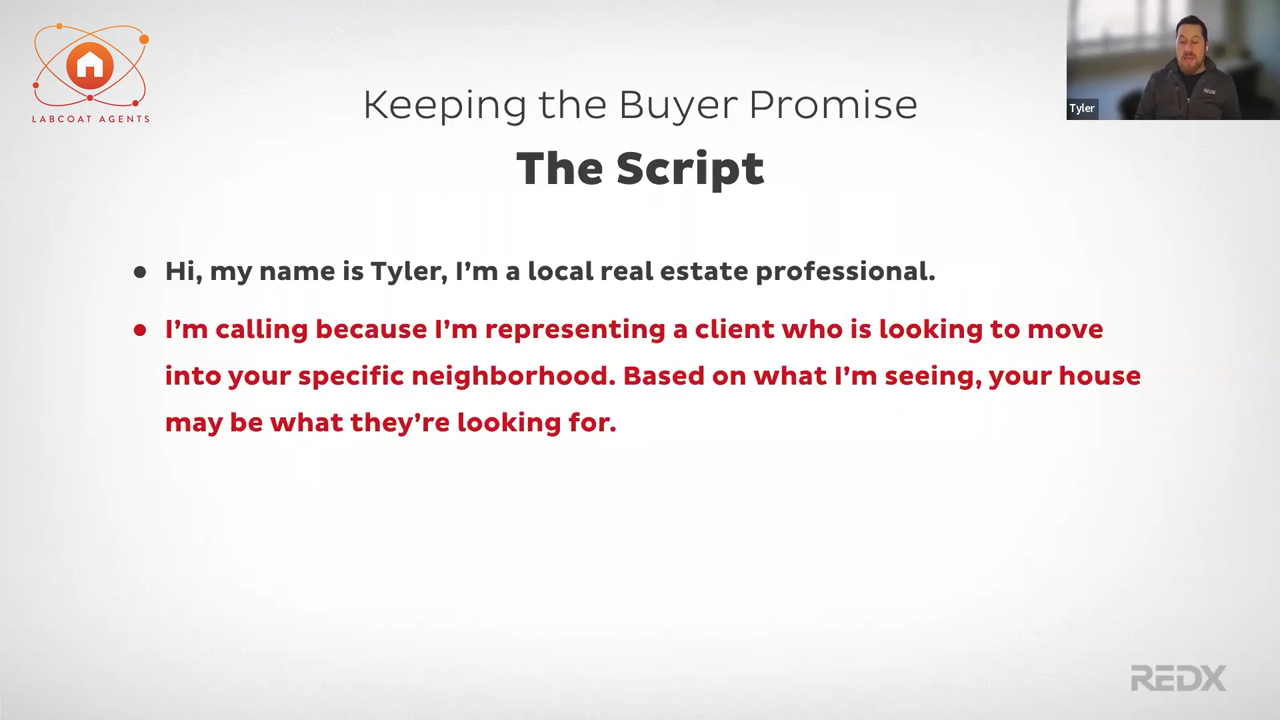 LABCOAT AGENTS
Keeping the Buyer Promise
The Script
REDX
Tyler
• Hi, my name is Tyler, I’m a local real estate professional.
• I’m calling because I’m representing a client who is looking to move
into your specific neighborhood. Based on what I’m seeing, your house
may be what they’re looking for.
REDX